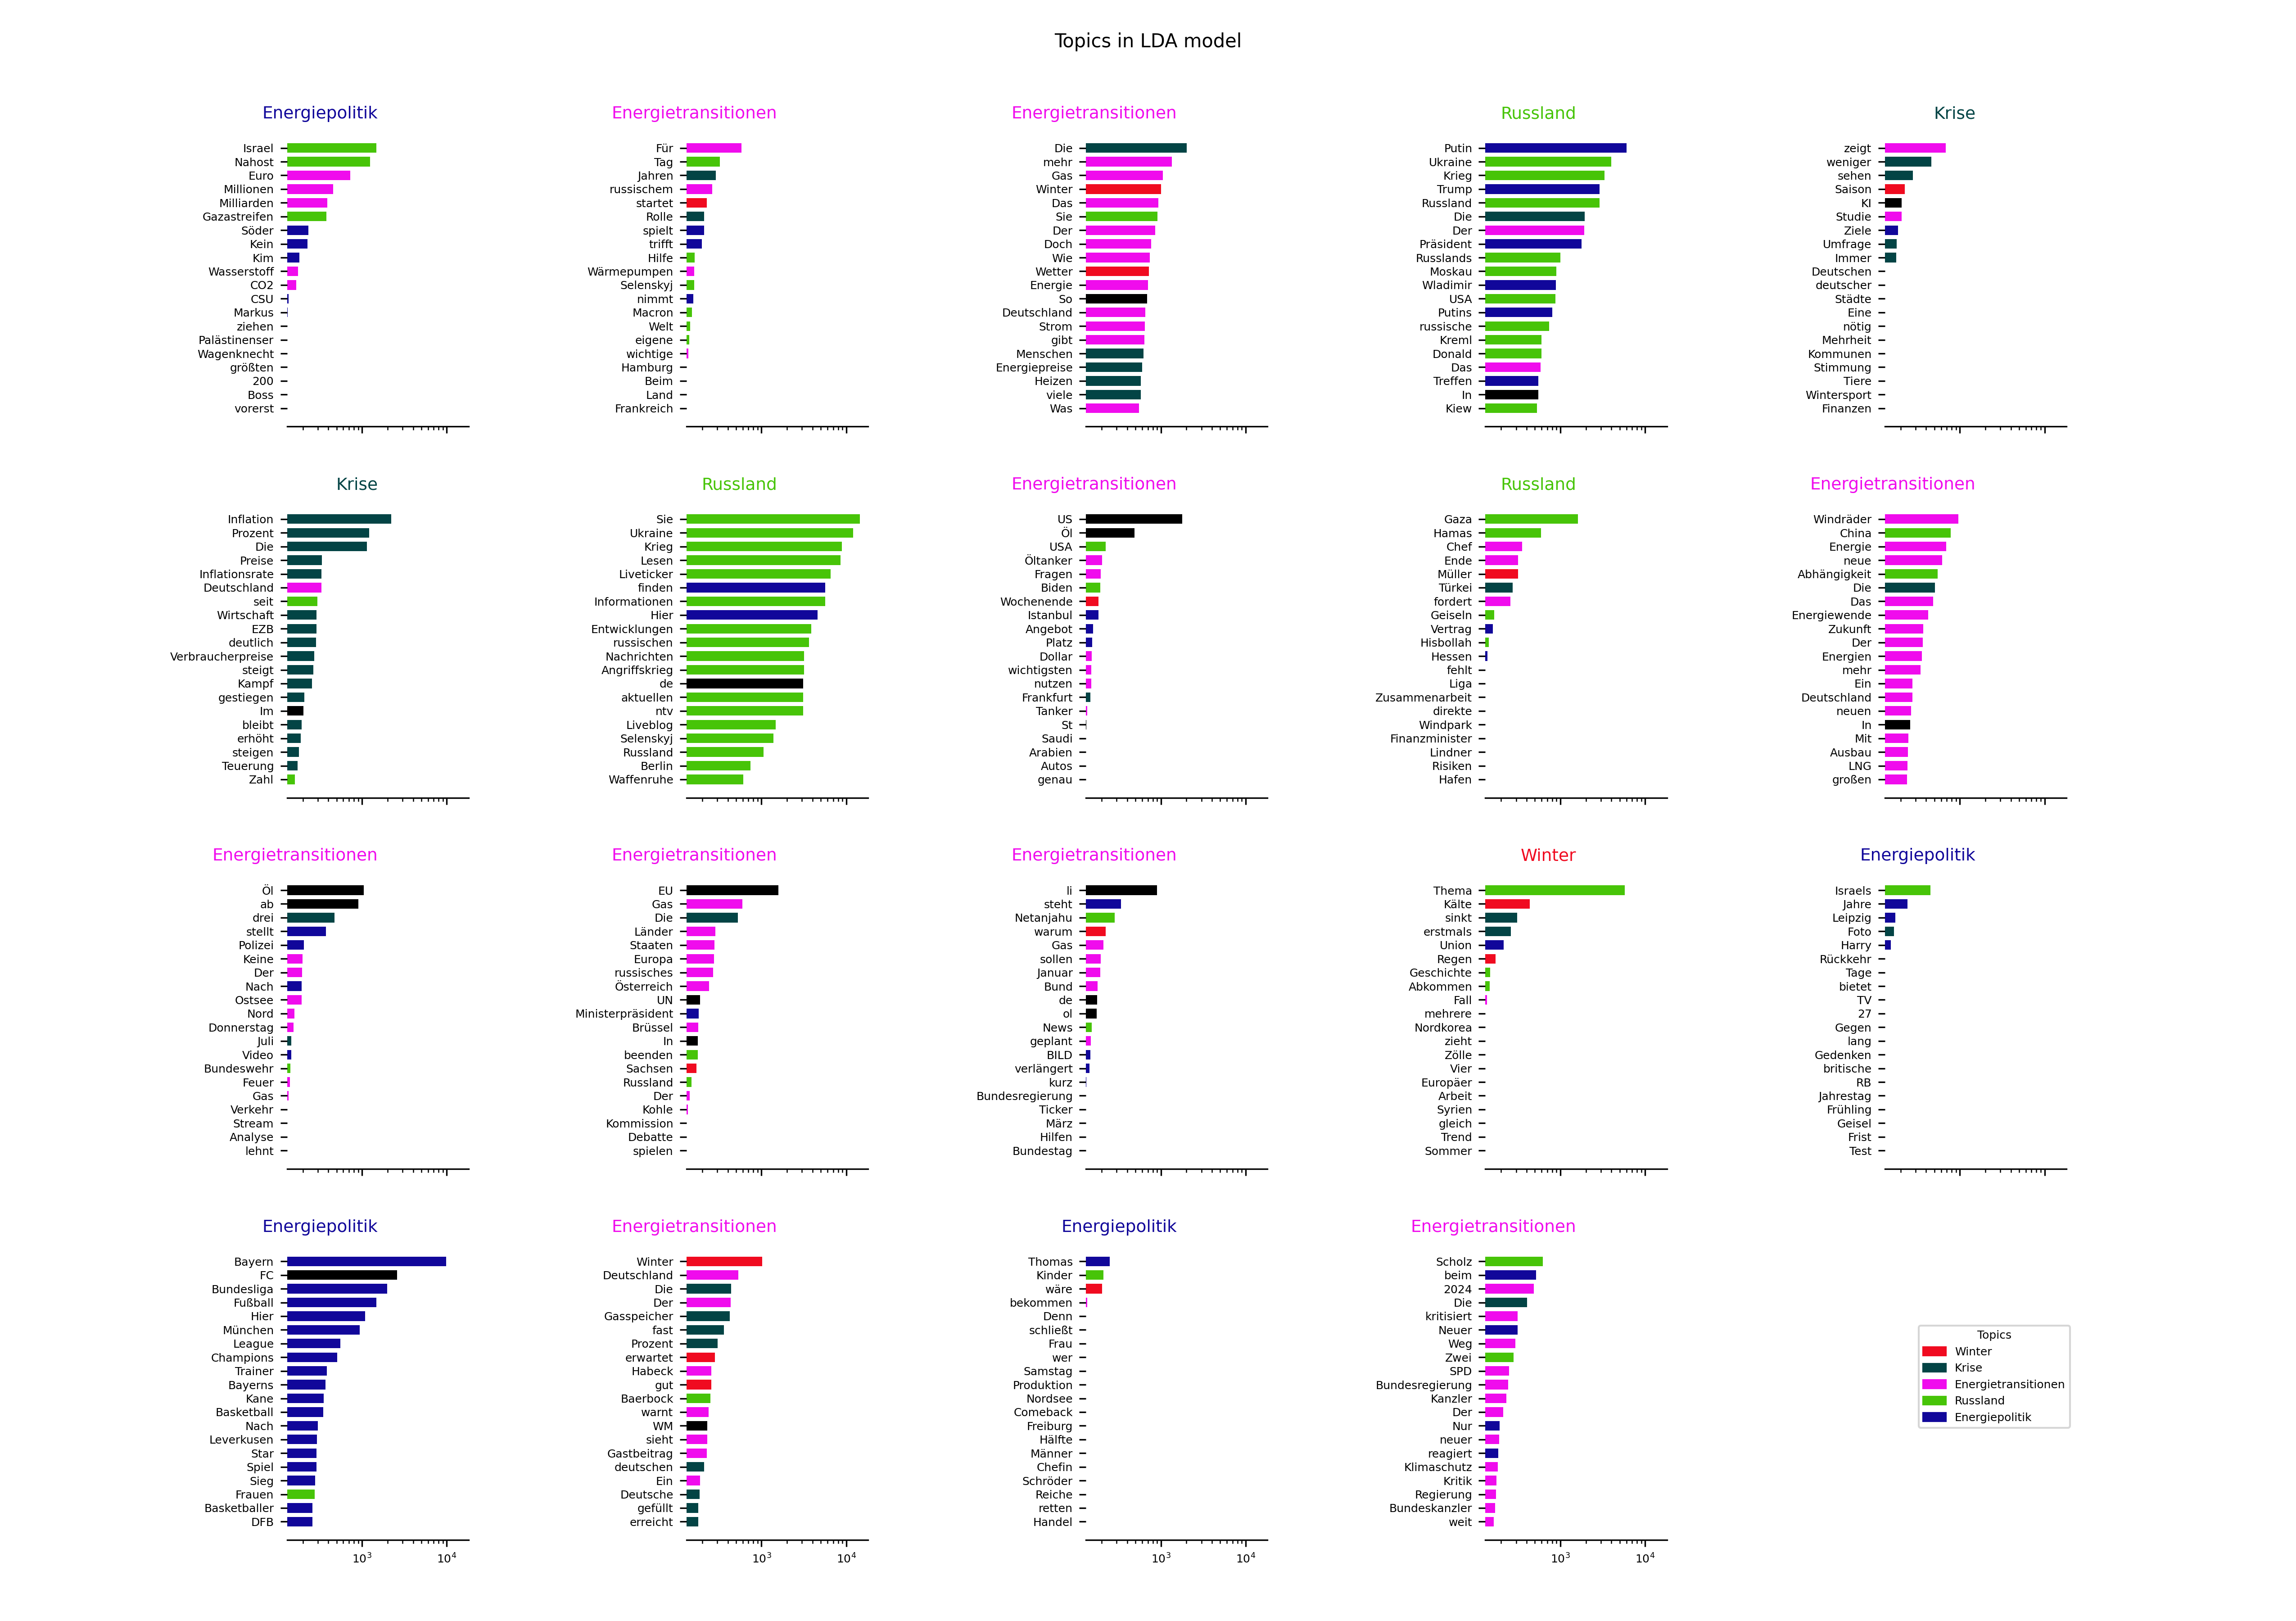 Topics in LDA model
Energiepolitik
Israel
Nahost
Euro
Millionen
Milliarden
Gazastreifen
Söder
Kein
Kim
Wasserstoff
CO2
CSU
Markus
ziehen
Palästinenser
Wagenknecht
größten
200
Boss
vorerst
Energietransitionen
Für
Tag
Jahren
russischem
startet
Rolle
spielt
trifft
Hilfe
Wärmepumpen
Selenskyj
nimmt
Macron
Welt
eigene
wichtige
Hamburg
Beim
Land
Frankreich
Energietransitionen
Die
mehr
Gas
Winter
Das
Sie
Der
Doch
Wie
Wetter
Energie
So
Deutschland
Strom
gibt
Menschen
Energiepreise
Heizen
viele
Was
Russland
Putin
Ukraine
Krieg
Trump
Russland
Die
Der
Präsident
Russlands
Moskau
Wladimir
USA
Putins
russische
Kreml
Donald
Das
Treffen
In
Kiew
Krise
zeigt
weniger
sehen
Saison
KI
Studie
Ziele
Umfrage
Immer
Deutschen
deutscher
Städte
Eine
nötig
Mehrheit
Kommunen
Stimmung
Tiere
Wintersport
Finanzen
Krise
Inflation
Prozent
Die
Preise
Inflationsrate
Deutschland
seit
Wirtschaft
EZB
deutlich
Verbraucherpreise
steigt
Kampf
gestiegen
Im
bleibt
erhöht
steigen
Teuerung
Zahl
Russland
Sie
Ukraine
Krieg
Lesen
Liveticker
finden
Informationen
Hier
Entwicklungen
russischen
Nachrichten
Angriffskrieg
de
aktuellen
ntv
Liveblog
Selenskyj
Russland
Berlin
Waffenruhe
Energietransitionen
US
Öl
USA
Öltanker
Fragen
Biden
Wochenende
Istanbul
Angebot
Platz
Dollar
wichtigsten
nutzen
Frankfurt
Tanker
St
Saudi
Arabien
Autos
genau
Russland
Gaza
Hamas
Chef
Ende
Müller
Türkei
fordert
Geiseln
Vertrag
Hisbollah
Hessen
fehlt
Liga
Zusammenarbeit
direkte
Windpark
Finanzminister
Lindner
Risiken
Hafen
Energietransitionen
Windräder
China
Energie
neue
Abhängigkeit
Die
Das
Energiewende
Zukunft
Der
Energien
mehr
Ein
Deutschland
neuen
In
Mit
Ausbau
LNG
großen
Energietransitionen
Öl
ab
drei
stellt
Polizei
Keine
Der
Nach
Ostsee
Nord
Donnerstag
Juli
Video
Bundeswehr
Feuer
Gas
Verkehr
Stream
Analyse
lehnt
Energietransitionen
EU
Gas
Die
Länder
Staaten
Europa
russisches
Österreich
UN
Ministerpräsident
Brüssel
In
beenden
Sachsen
Russland
Der
Kohle
Kommission
Debatte
spielen
Energietransitionen
li
steht
Netanjahu
warum
Gas
sollen
Januar
Bund
de
ol
News
geplant
BILD
verlängert
kurz
Bundesregierung
Ticker
März
Hilfen
Bundestag
Winter
Thema
Kälte
sinkt
erstmals
Union
Regen
Geschichte
Abkommen
Fall
mehrere
Nordkorea
zieht
Zölle
Vier
Europäer
Arbeit
Syrien
gleich
Trend
Sommer
Energiepolitik
Israels
Jahre
Leipzig
Foto
Harry
Rückkehr
Tage
bietet
TV
27
Gegen
lang
Gedenken
britische
RB
Jahrestag
Frühling
Geisel
Frist
Test
Energiepolitik
Bayern
FC
Bundesliga
Fußball
Hier
München
League
Champions
Trainer
Bayerns
Kane
Basketball
Nach
Leverkusen
Star
Spiel
Sieg
Frauen
Basketballer
DFB
10³
10⁴
Energietransitionen
Winter
Deutschland
Die
Der
Gasspeicher
fast
Prozent
erwartet
Habeck
gut
Baerbock
warnt
WM
sieht
Gastbeitrag
deutschen
Ein
Deutsche
gefüllt
erreicht
10³
10⁴
Energiepolitik
Thomas
Kinder
wäre
bekommen
Denn
schließt
Frau
wer
Samstag
Produktion
Nordsee
Comeback
Freiburg
Hälfte
Männer
Chefin
Schröder
Reiche
retten
Handel
10³
10⁴
Energietransitionen
Scholz
beim
2024
Die
kritisiert
Neuer
Weg
Zwei
SPD
Bundesregierung
Kanzler
Der
Nur
neuer
reagiert
Klimaschutz
Kritik
Regierung
Bundeskanzler
weit
10³
10⁴
Topics
Winter
Krise
Energietransitionen
Russland
Energiepolitik